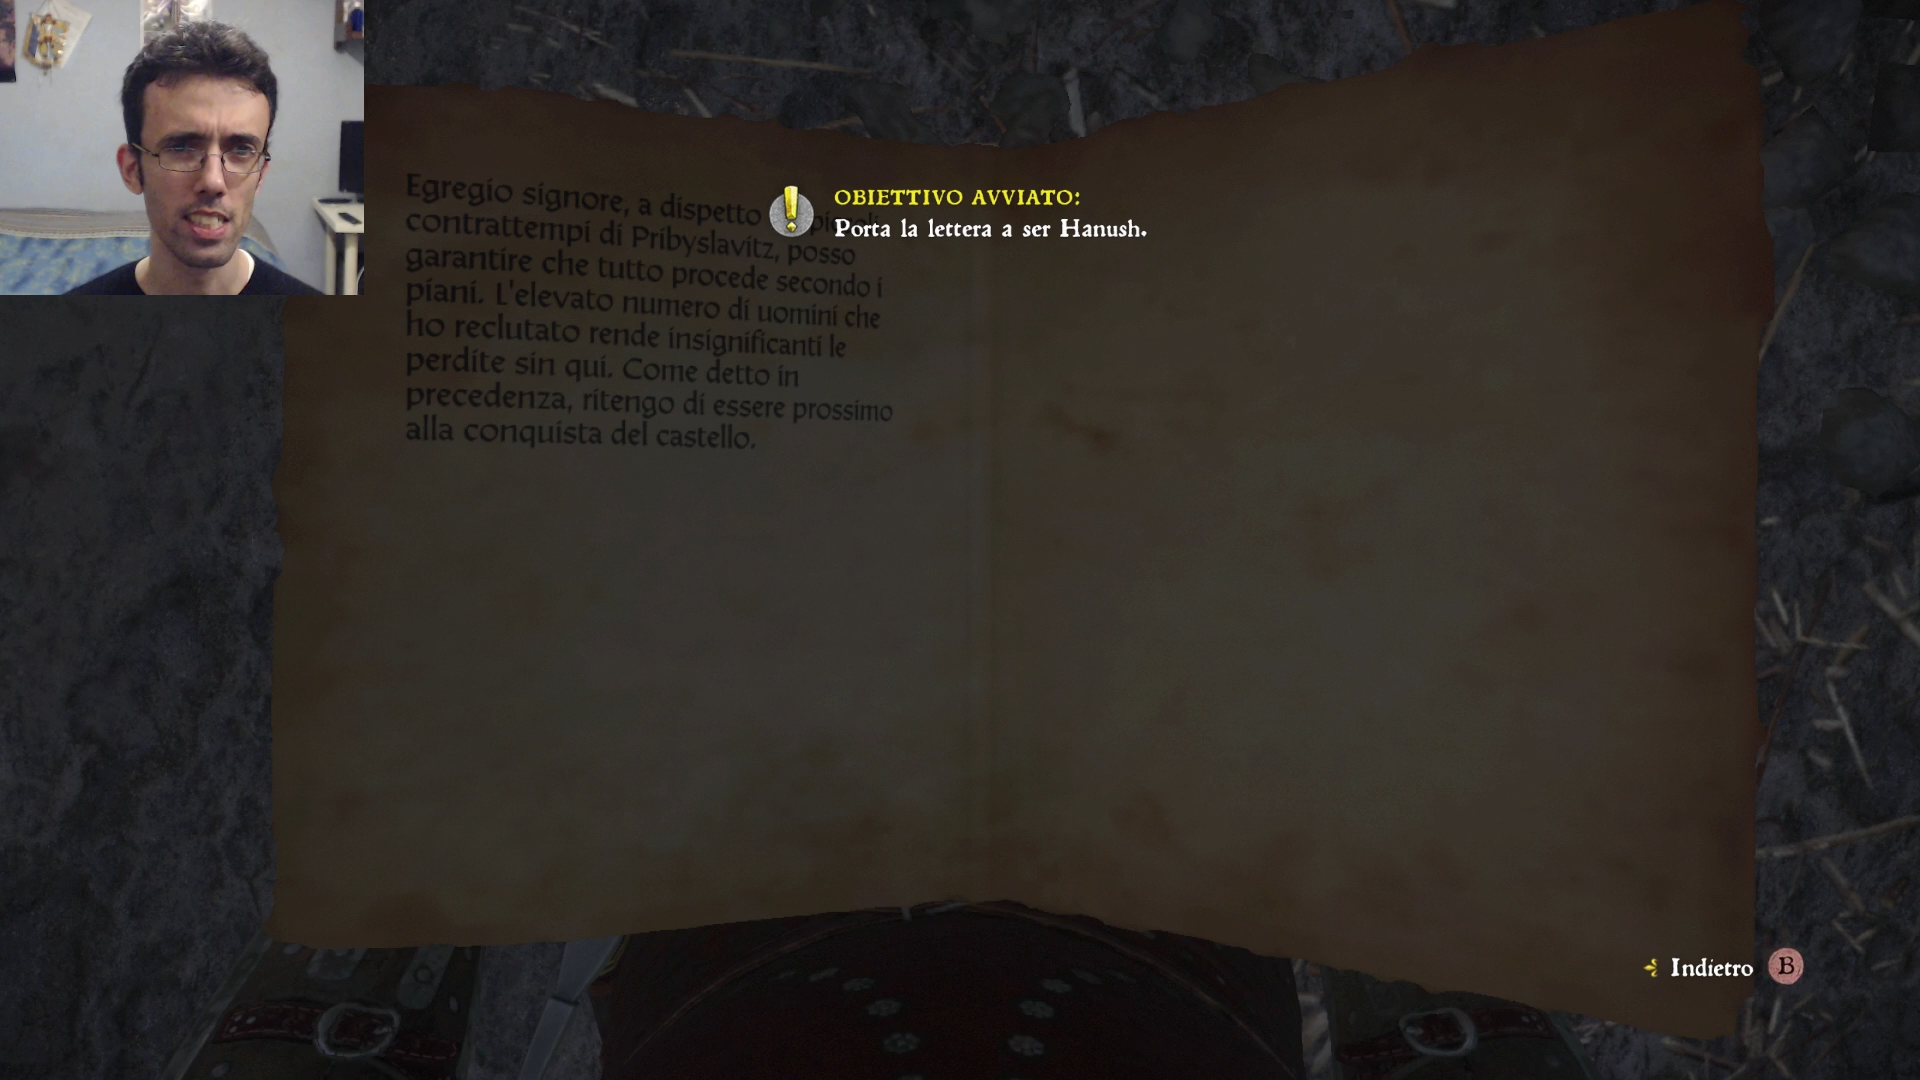 Egregio signore, a dispetto
contrattempi di Pribyslavitz, posso
garantire che tutto procede secondo i
piani. L'elevato numero di uomini che
ho reclutato rende insignificanti le
perdite sin qui. Come detto in
precedenza, ritengo di essere prossimo
alla conquista del castello.
OBIETTIVO AVVIATO:
Porta la lettera a ser Hanush.
Indietro B